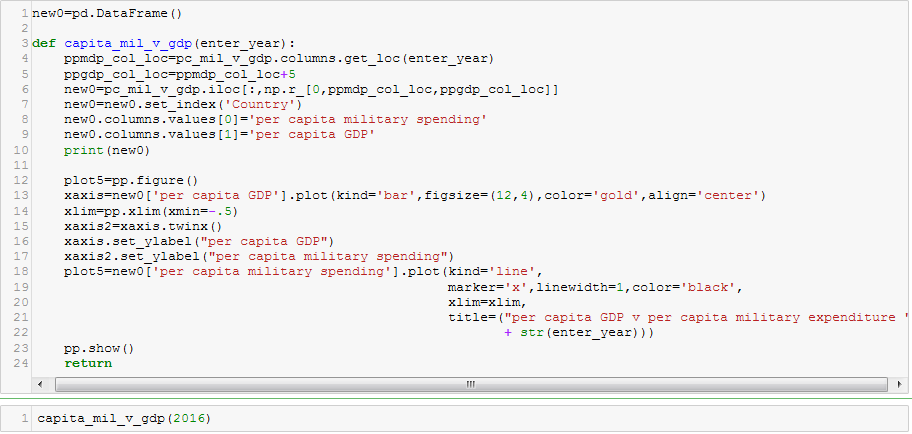 1 new0=pd.DataFrame()
2
3 def capita_mil_v_gdp(enter_year):
4     ppmdp_col_loc=pc_mil_v_gdp.columns.get_loc(enter_year)
5     ppgdp_col_loc=ppmdp_col_loc+5
6     new0=pc_mil_v_gdp.iloc[:,np.r_[0,ppmdp_col_loc,ppgdp_col_loc]]
7     new0=new0.set_index('Country')
8     new0.columns.values[0]='per capita military spending'
9     new0.columns.values[1]='per capita GDP'
10     print(new0)
11
12     plot5=pp.figure()
13     xaxis=new0['per capita GDP'].plot(kind='bar',figsize=(12,4),color='gold',align='center')
14     xlim=pp.xlim(xmin=-.5)
15     xaxis2=xaxis.twinx()
16     xaxis.set_ylabel("per capita GDP")
17     xaxis2.set_ylabel("per capita military spending")
18     plot5=new0['per capita military spending'].plot(kind='line',
19                                                     marker='x',linewidth=1,color='black',
20                                                     xlim=xlim,
21                                                     title=("per capita GDP v per capita military expenditure "
22                                                            + str(enter_year)))
23     pp.show()
24     return
1 capita_mil_v_gdp(2016)